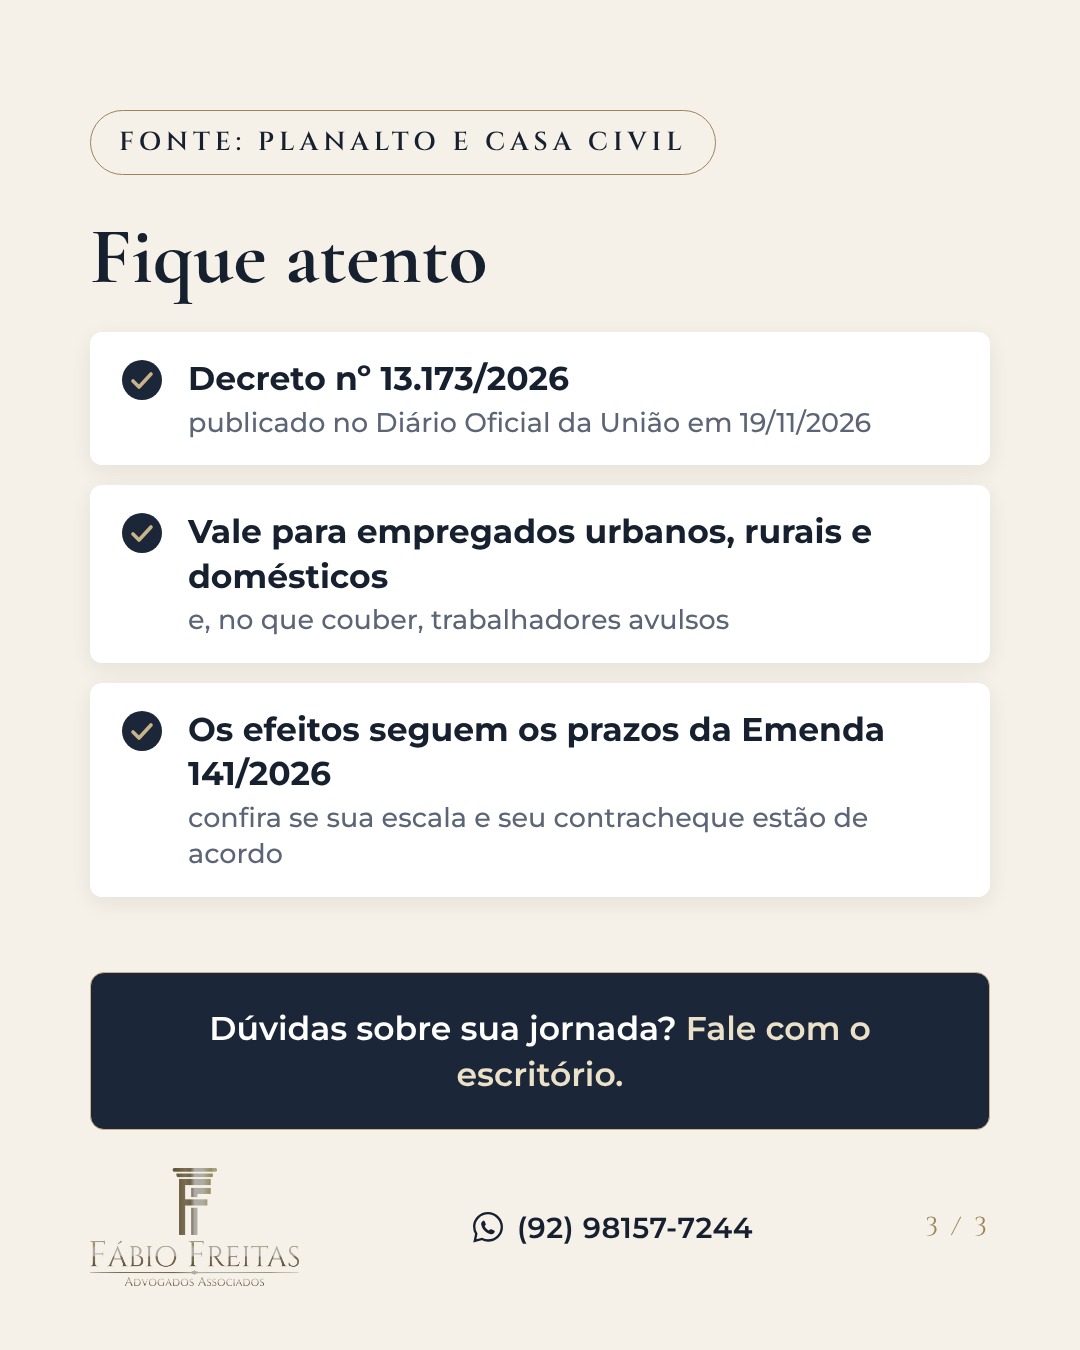 FONTE: PLANALTO E CASA CIVIL
Fique atento
Decreto nº 13.173/2026
publicado no Diário Oficial da União em 19/11/2026
Vale para empregados urbanos, rurais e
domésticos
e, no que couber, trabalhadores avulsos
Os efeitos seguem os prazos da Emenda
141/2026
confira se sua escala e seu contracheque estão de
acordo
Dúvidas sobre sua jornada? Fale com o
escritório.
FÁBIO FREITAS
ADVOGADOS ASSOCIADOS
(92) 98157-7244
3 / 3